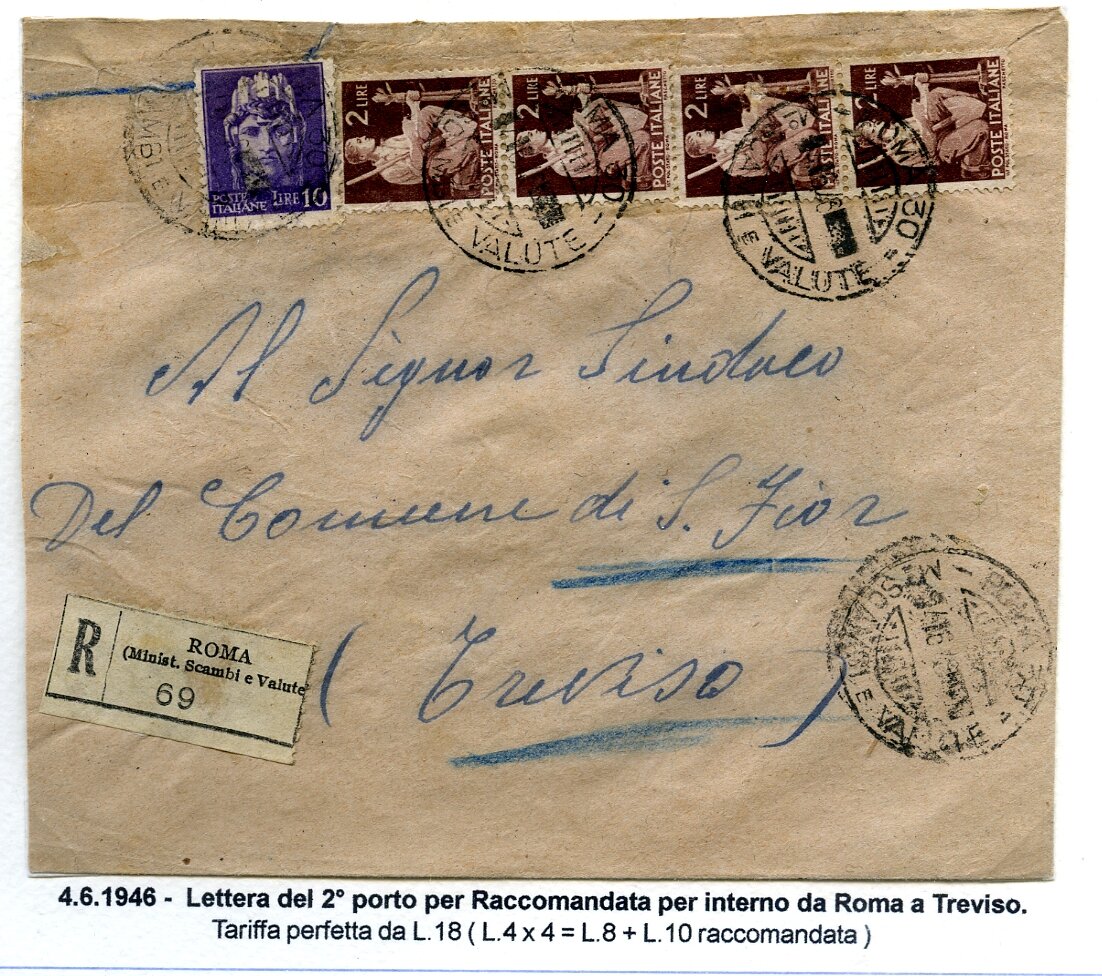 POSTE ITALIANE LIRE 10
2 LIRE POSTE ITALIANE
2 LIRE POSTE ITALIANE
2 LIRE POSTE ITALIANE
2 LIRE POSTE ITALIANE
E VALUTE
E VALUTE
Al Signor Sindaco
Del Comune di S. Fior
(Treviso)
R
ROMA
(Minist. Scambi e Valute
69
E VALUTE
4.6.1946 - Lettera del 2° porto per Raccomandata per interno da Roma a Treviso.
Tariffa perfetta da L.18 ( L.4 x 4 = L.8 + L.10 raccomandata )